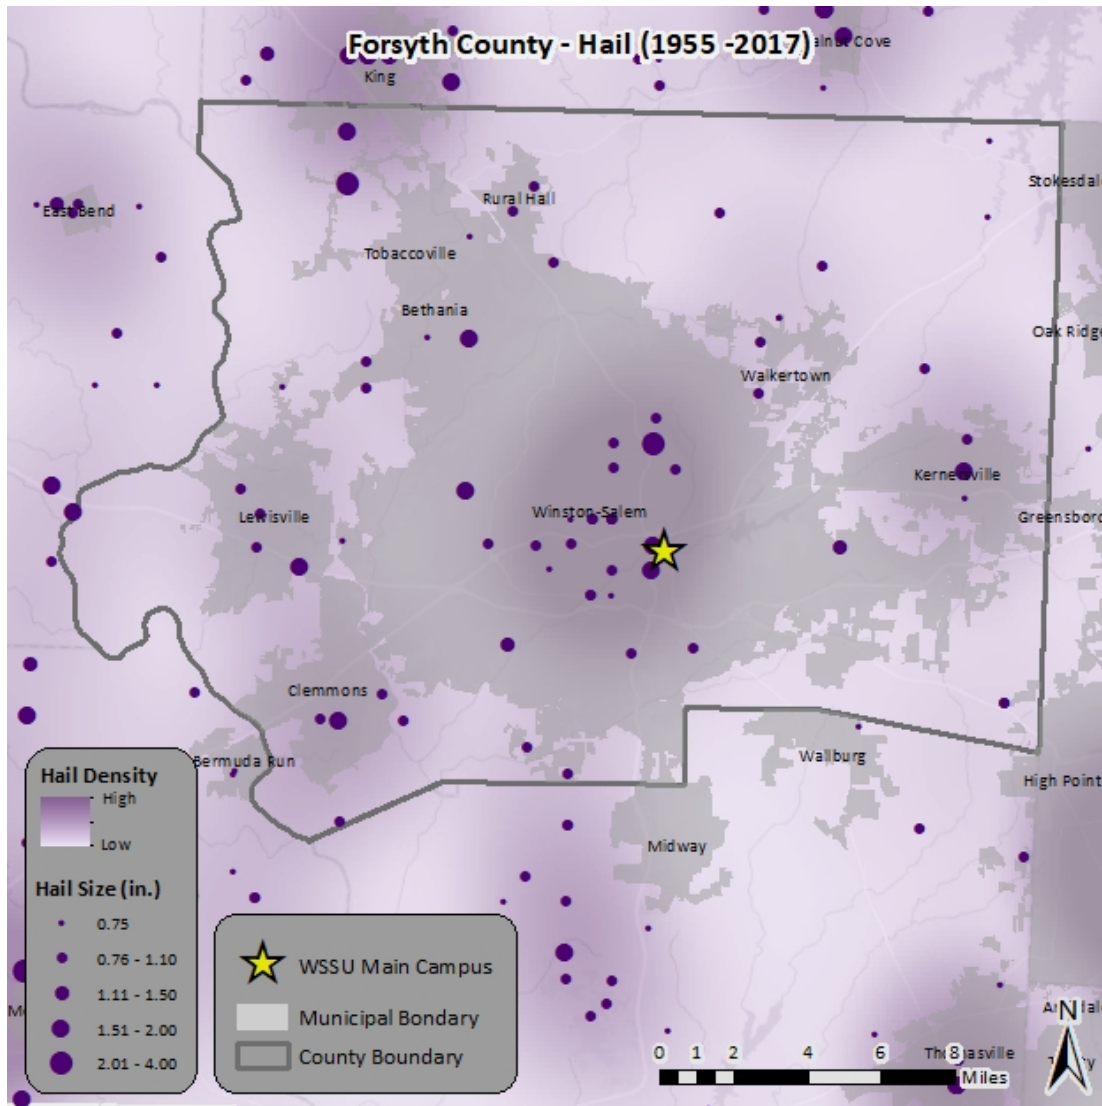 Forsyth County - Hail (1955 -2017)
King
Stokesdal
East Bend
Rural Hall
Tobaccoville
Bethania
Oak Ridge
Walkertown
Kernersville
Winston-Salem
Lewisville
Greensboro
Clemmons
Bermuda Run
Wallburg
High Point
Midway
Hail Density
High
Low
Hail Size (in.)
0.75
0.76 - 1.10
1.11 - 1.50
1.51 - 2.00
2.01 - 4.00
WSSU Main Campus
Municipal Bondary
County Boundary
N
0 1 2 4 6 8
Miles
Thomasville